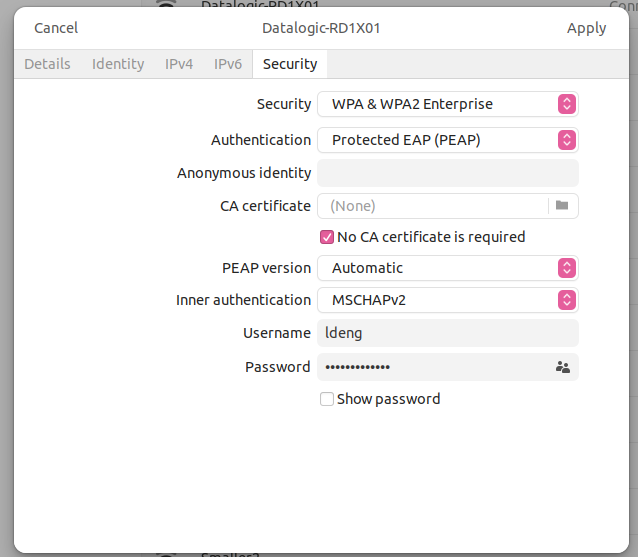 Datalogic-RD1X01
Cancel Datalogic-RD1X01 Apply
Details Identity IPv4 IPv6 Security
Security WPA & WPA2 Enterprise
Authentication Protected EAP (PEAP)
Anonymous identity
CA certificate (None)
No CA certificate is required
PEAP version Automatic
Inner authentication MSCHAPv2
Username ldeng
Password •••••••••••••
Show password